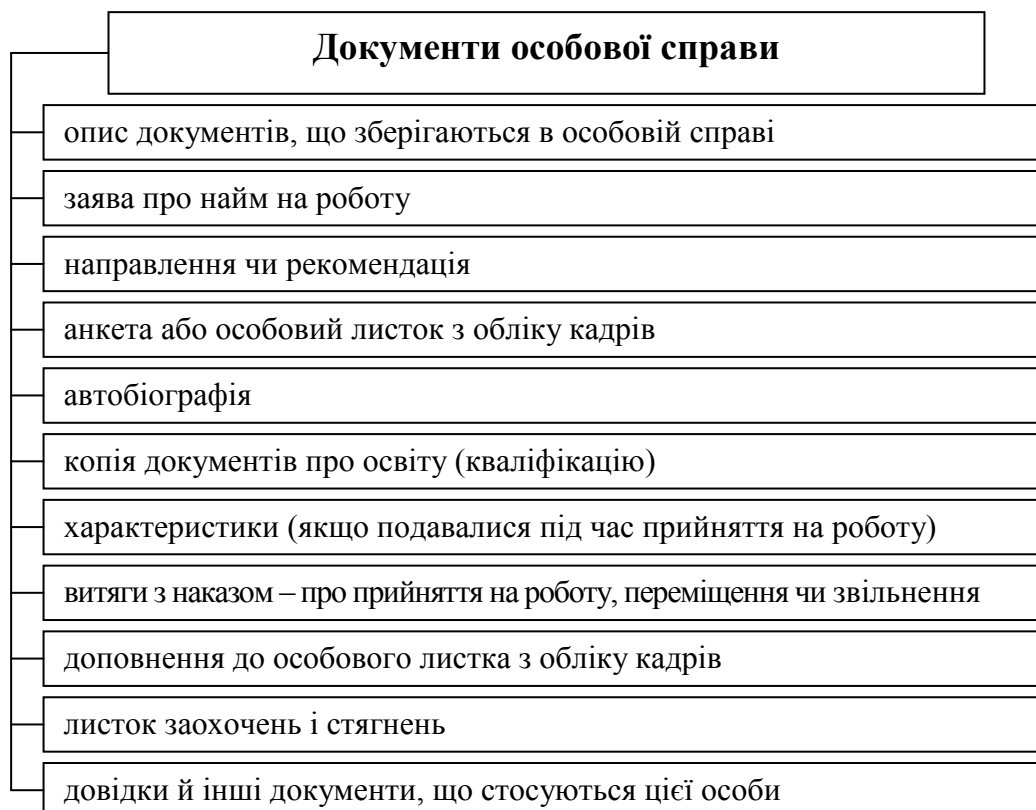 Документи особової справи
опис документів, що зберігаються в особовій справі
заява про найм на роботу
направлення чи рекомендація
анкета або особовий листок з обліку кадрів
автобіографія
копія документів про освіту (кваліфікацію)
характеристики (якщо подавалися під час прийняття на роботу)
витяги з наказом – про прийняття на роботу, переміщення чи звільнення
доповнення до особового листка з обліку кадрів
листок заохочень і стягнень
довідки й інші документи, що стосуються цієї особи